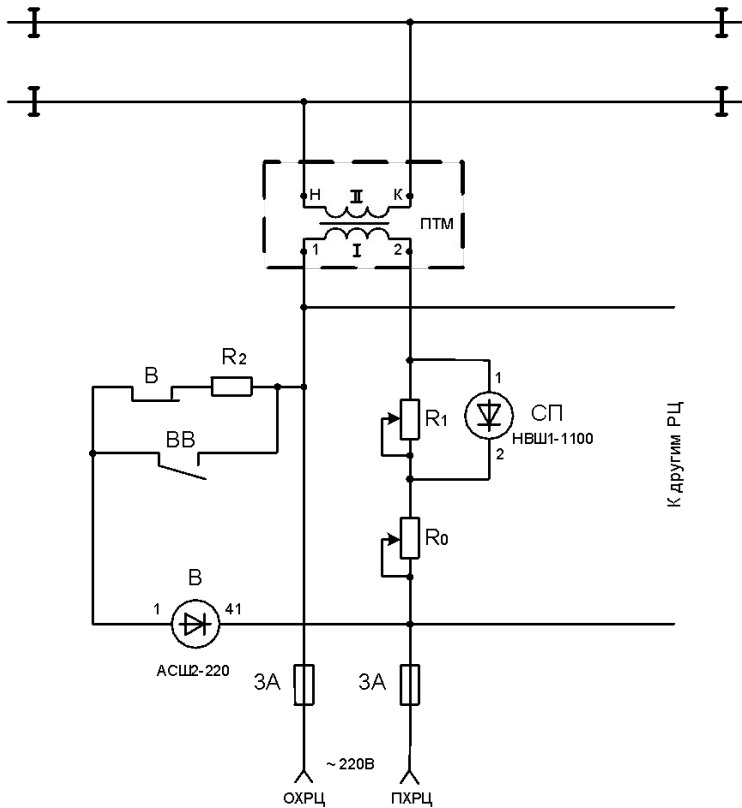 Н II К
ПТМ
1 I 2
В R2
1
R1 СП
НВШ1-1100
ВВ
2
К другим РЦ
R0
В
1 41
АСШ2-220
3А 3А
~ 220В
ОХРЦ ПХРЦ